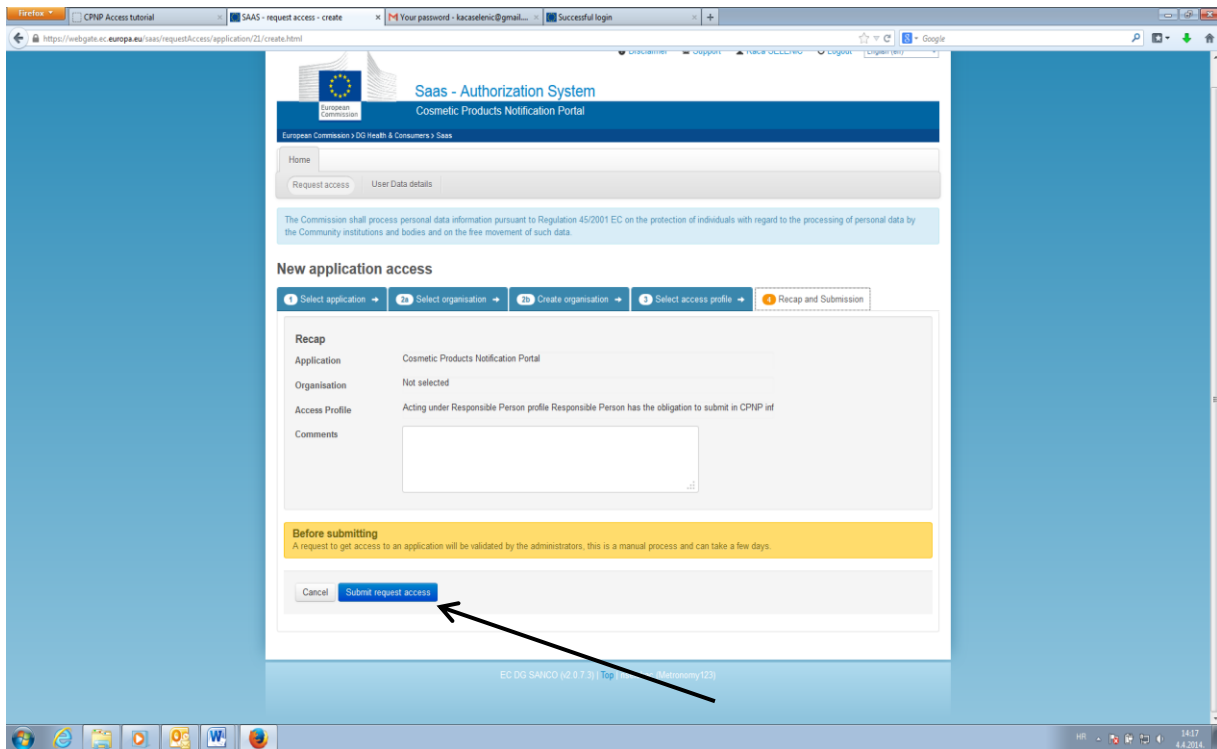 Firefox
CPNP Access tutorial
SAAS - request access - create
Your password - kacaselenic@gmail....
Successful login
https://webgate.ec.europa.eu/saas/requestAccess/application/21/create.html
Google
Disclaimer Support Kaca SELENIC Logout English (en)
European
Commission
Saas - Authorization System
Cosmetic Products Notification Portal
European Commission > DG Health & Consumers > Saas
Home
Request access User Data details
The Commission shall process personal data information pursuant to Regulation 45/2001 EC on the protection of individuals with regard to the processing of personal data by
the Community institutions and bodies and on the free movement of such data.
New application access
1 Select application 2a Select organisation 2b Create organisation 3 Select access profile 4 Recap and Submission
Recap
Application Cosmetic Products Notification Portal
Organisation Not selected
Access Profile Acting under Responsible Person profile Responsible Person has the obligation to submit in CPNP inf
Comments
Before submitting
A request to get access to an application will be validated by the administrators, this is a manual process and can take a few days.
Cancel Submit request access
EC DG SANCO (v2.0.7.3) | Top | (Metronomy123)
HR 14:17
4.4.2014.